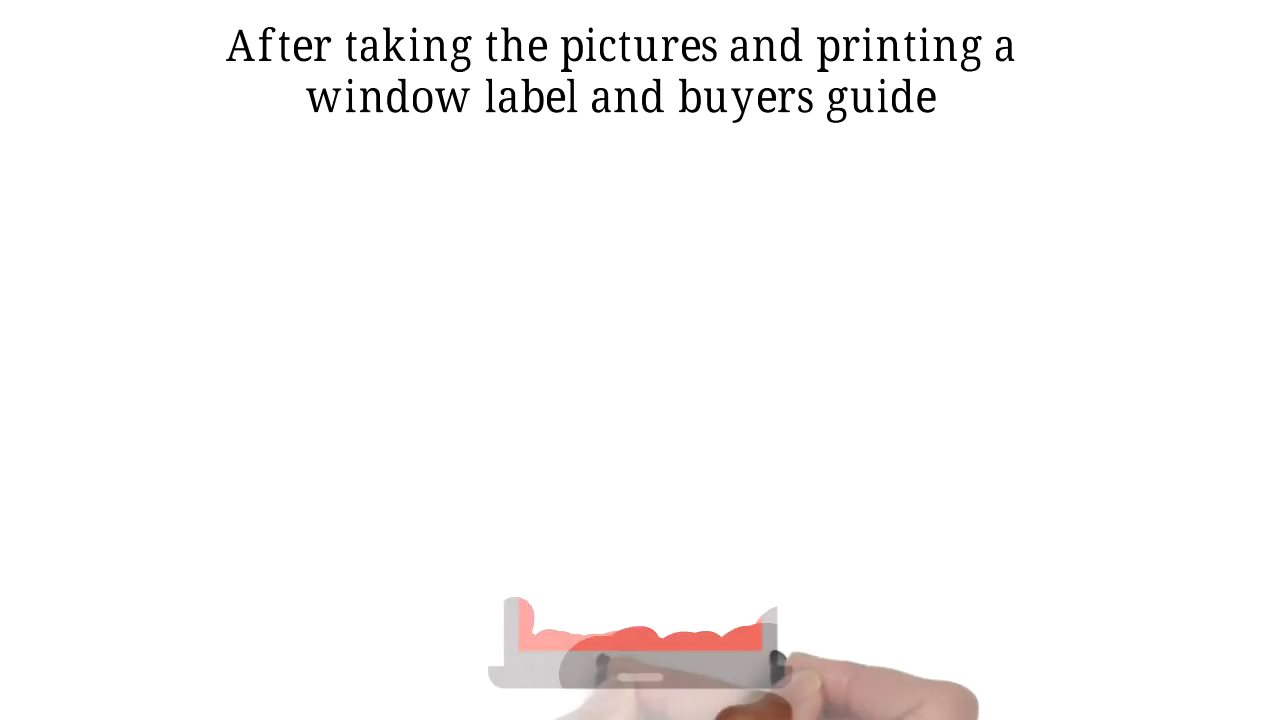 After taking the pictures and printing a
window label and buyers guide